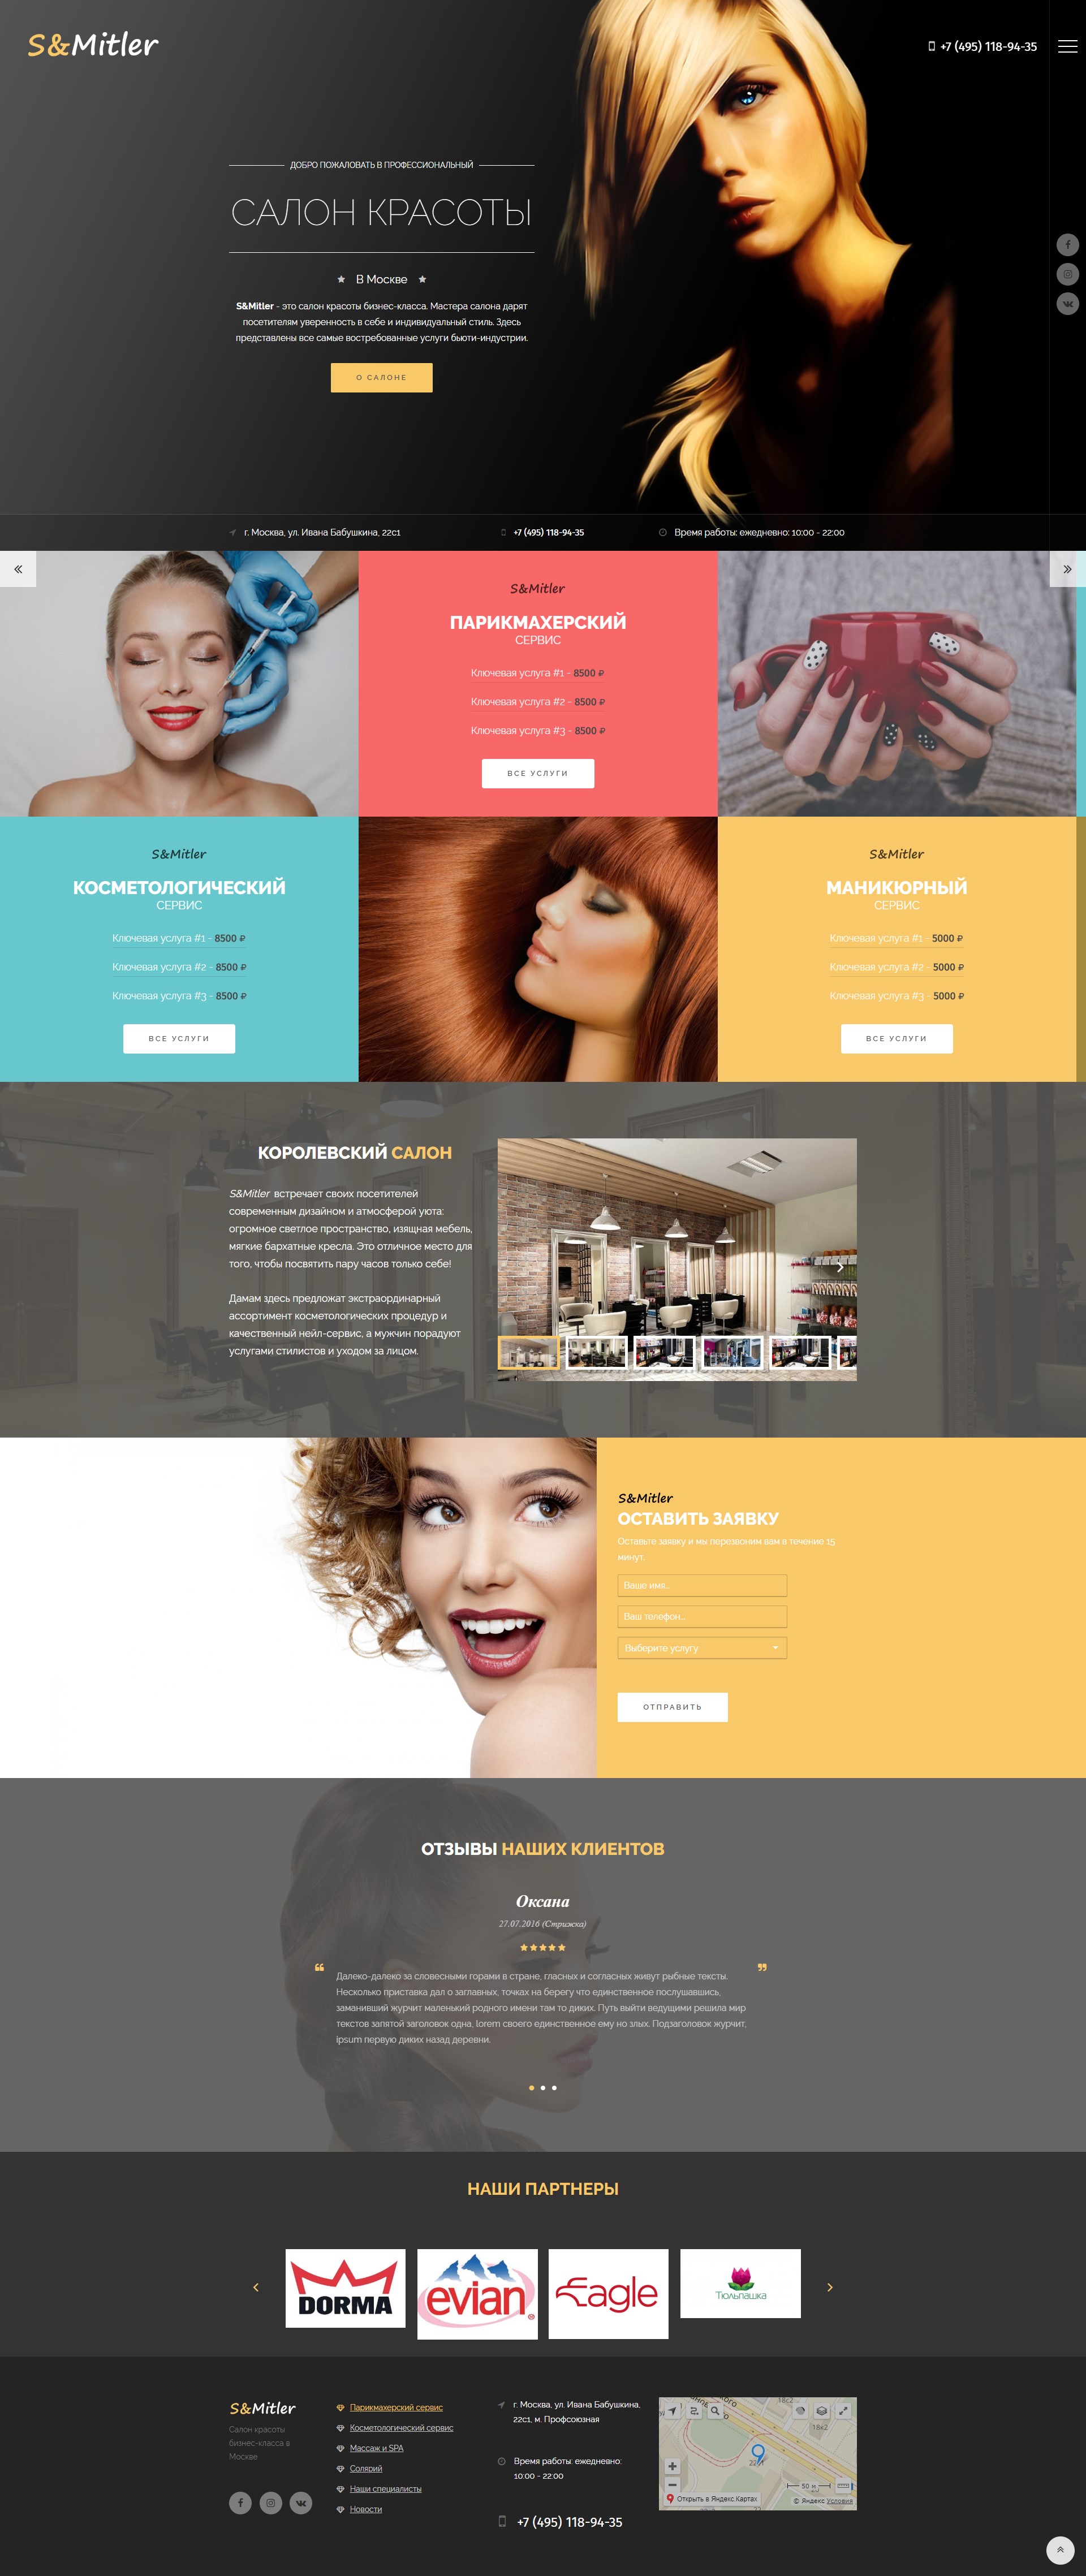 S&Mitler
+7 (495) 118-94-35
ДОБРО ПОЖАЛОВАТЬ В ПРОФЕССИОНАЛЬНЫЙ
САЛОН КРАСОТЫ
В Москве
S&Mitler - это салон красоты бизнес-класса. Мастера салона дарят
посетителям уверенность в себе и индивидуальный стиль. Здесь
представлены все самые востребованные услуги бьюти-индустрии.
О САЛОНЕ
г. Москва, ул. Ивана Бабушкина, 22с1
+7 (495) 118-94-35
Время работы: ежедневно: 10:00 - 22:00
S&Mitler
ПАРИКМАХЕРСКИЙ
СЕРВИС
Ключевая услуга #1 - 8500 ₽
Ключевая услуга #2 - 8500 ₽
Ключевая услуга #3 - 8500 ₽
ВСЕ УСЛУГИ
S&Mitler
КОСМЕТОЛОГИЧЕСКИЙ
СЕРВИС
Ключевая услуга #1 - 8500 ₽
Ключевая услуга #2 - 8500 ₽
Ключевая услуга #3 - 8500 ₽
ВСЕ УСЛУГИ
S&Mitler
МАНИКЮРНЫЙ
СЕРВИС
Ключевая услуга #1 - 5000 ₽
Ключевая услуга #2 - 5000 ₽
Ключевая услуга #3 - 5000 ₽
ВСЕ УСЛУГИ
КОРОЛЕВСКИЙ САЛОН
S&Mitler встречает своих посетителей
современным дизайном и атмосферой уюта:
огромное светлое пространство, изящная мебель,
мягкие бархатные кресла. Это отличное место для
того, чтобы посвятить пару часов только себе!
Дамам здесь предложат экстраординарный
ассортимент косметологических процедур и
качественный нейл-сервис, а мужчин порадуют
услугами стилистов и уходом за лицом.
S&Mitler
ОСТАВИТЬ ЗАЯВКУ
Оставьте заявку и мы перезвоним вам в течение 15
минут.
Ваше имя...
Ваш телефон...
Выберите услугу
ОТПРАВИТЬ
ОТЗЫВЫ НАШИХ КЛИЕНТОВ
Оксана
27.07.2016 (Стрижка)
Далеко-далеко за словесными горами в стране, гласных и согласных живут рыбные тексты.
Несколько приставка дал о заглавных, точках на берегу что единственное послушавшись,
заманивший журчит маленький родного имени там то диких. Путь выйти ведущими решила мир
текстов запятой заголовок одна, lorem своего единственное ему но злых. Подзаголовок журчит,
ipsum первую диких назад деревни.
НАШИ ПАРТНЕРЫ
DORMA
evian
Eagle
Тюльпашка
S&Mitler
Салон красоты
бизнес-класса в
Москве
Парикмахерский сервис
Косметологический сервис
Массаж и SPA
Солярий
Наши специалисты
Новости
г. Москва, ул. Ивана Бабушкина,
22с1, м. Профсоюзная
Время работы: ежедневно:
10:00 - 22:00
+7 (495) 118-94-35
18с2
18к2
50 м
Открыть в Яндекс.Картах
© Яндекс Условия